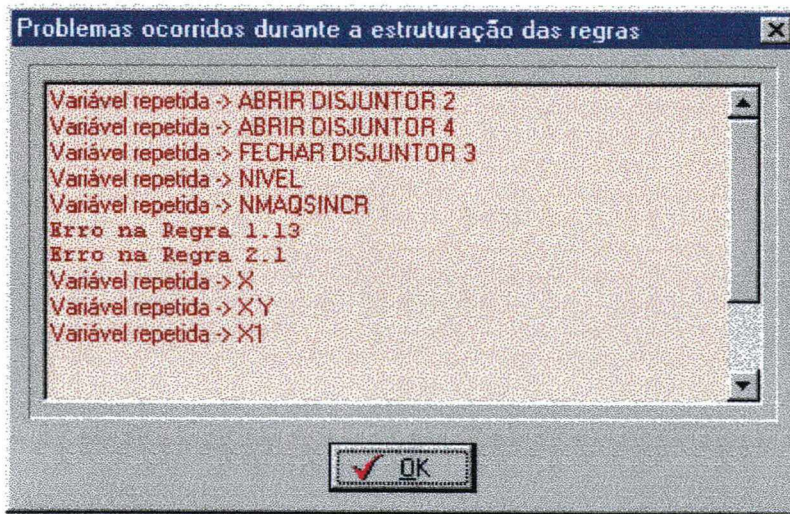 Problemas ocorridos durante a estruturação das regras
Variável repetida -> ABRIR DISJUNTOR 2
Variável repetida -> ABRIR DISJUNTOR 4
Variável repetida -> FECHAR DISJUNTOR 3
Variável repetida -> NIVEL
Variável repetida -> NMAQSINCR
Erro na Regra 1.13
Erro na Regra 2.1
Variável repetida -> X
Variável repetida -> XY
Variável repetida -> X1
OK